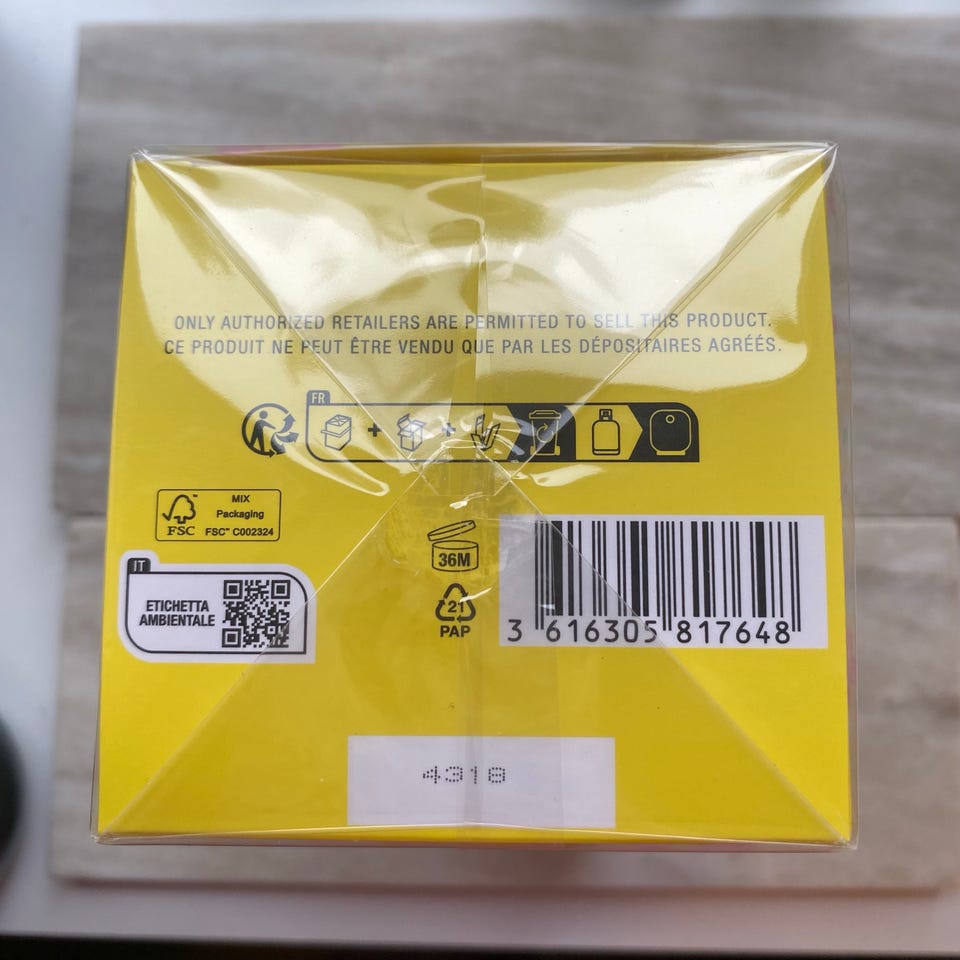 ONLY AUTHORIZED RETAILERS ARE PERMITTED TO SELL THIS PRODUCT.
CE PRODUIT NE PEUT ÊTRE VENDU QUE PAR LES DÉPOSITAIRES AGRÉÉS.
FR
+ +
FSC™
MIX
Packaging
FSC™ C002324
36M
IT
ETICHETTA
AMBIENTALE
21
PAP
3 616305 817648
4318